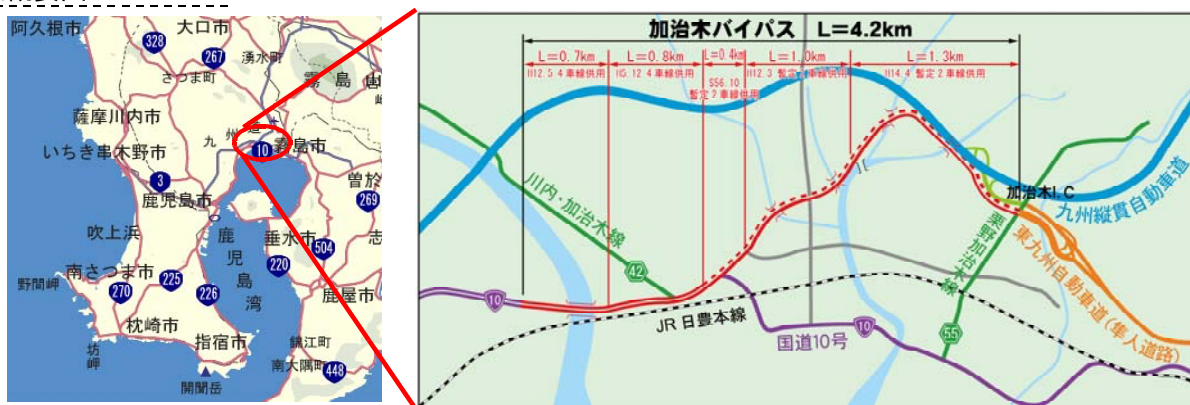 阿久根市
大口市
328
267
湧水町
さつま町
霧島山
薩摩川内市
九州道
いちき串木野市
10
霧島市
3
曽於
鹿児島市
269
吹上浜
鹿児島湾
垂水市
志
504
220
南さつま市
225
野間岬
270
226
鹿屋市
枕崎市
指宿市
錦江町
坊岬
南大隅町
448
開聞岳
加治木バイパス L=4.2km
L=0.7km
L=0.8km
L=0.4km
L=1.0km
L=1.3km
H12.5 4車線供用
H5.12 4車線供用
S56.10
暫定2車線供用
H12.3 暫定2車線供用
H14.4 暫定2車線供用
川内・加治木線
42
加治木I.C
九州縦貫自動車道
栗野加治木線
東九州自動車道(隼人道路)
10
JR日豊本線
国道10号
10
55